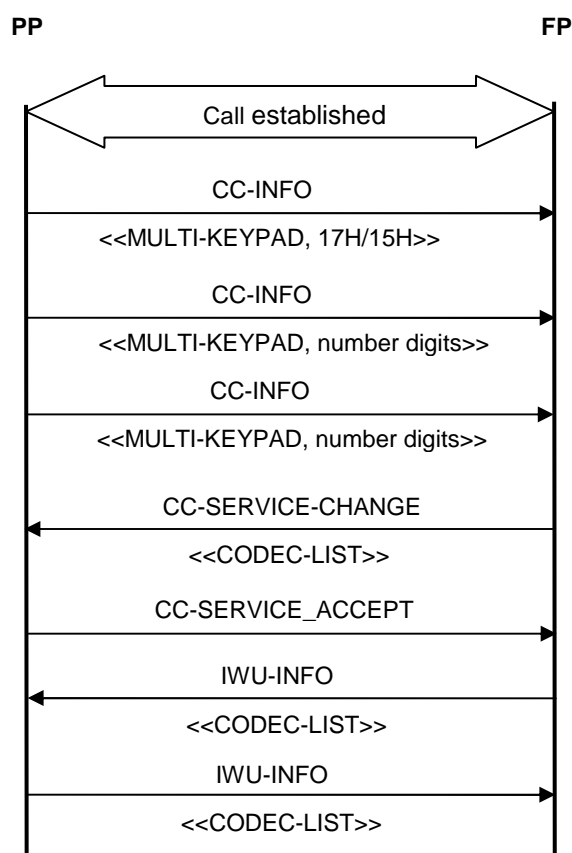 PP FP
Call established
CC-INFO
<<MULTI-KEYPAD, 17H/15H>>
CC-INFO
<<MULTI-KEYPAD, number digits>>
CC-INFO
<<MULTI-KEYPAD, number digits>>
CC-SERVICE-CHANGE
<<CODEC-LIST>>
CC-SERVICE_ACCEPT
IWU-INFO
<<CODEC-LIST>>
IWU-INFO
<<CODEC-LIST>>